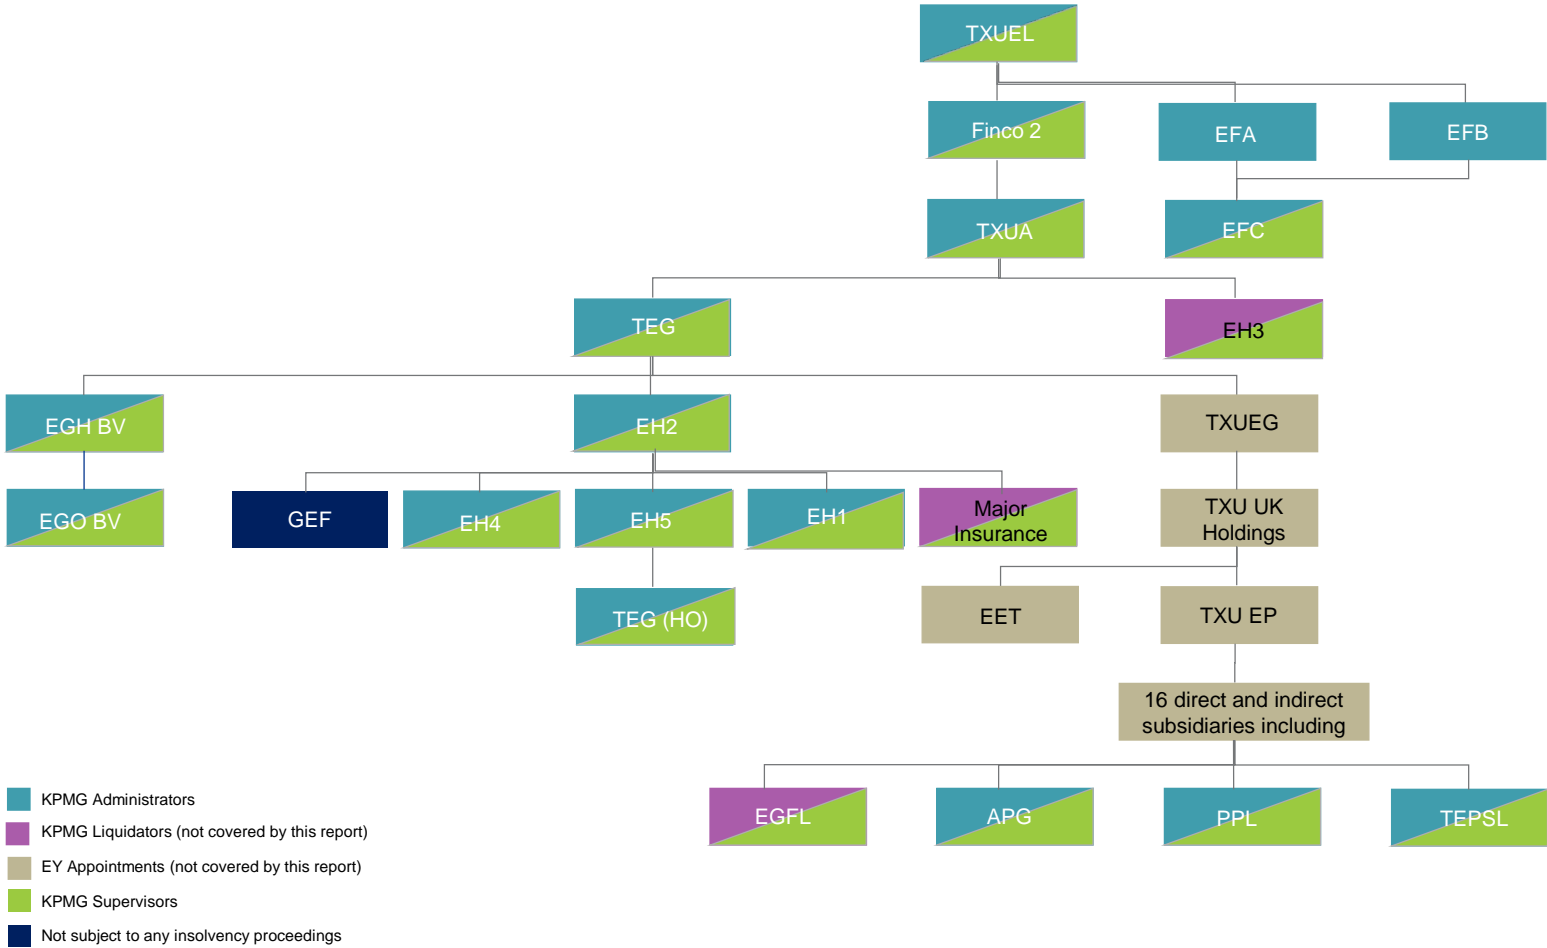 TXUEL
Finco 2
EFA
EFB
TXUA
EFC
TEG
EH3
EGH BV
EH2
TXUEG
EGO BV
GEF
EH4
EH5
EH1
Major
Insurance
TXU UK
Holdings
TEG (HO)
EET
TXU EP
16 direct and indirect
subsidiaries including
EGFL
APG
PPL
TEPSL
KPMG Administrators
KPMG Liquidators (not covered by this report)
EY Appointments (not covered by this report)
KPMG Supervisors
Not subject to any insolvency proceedings